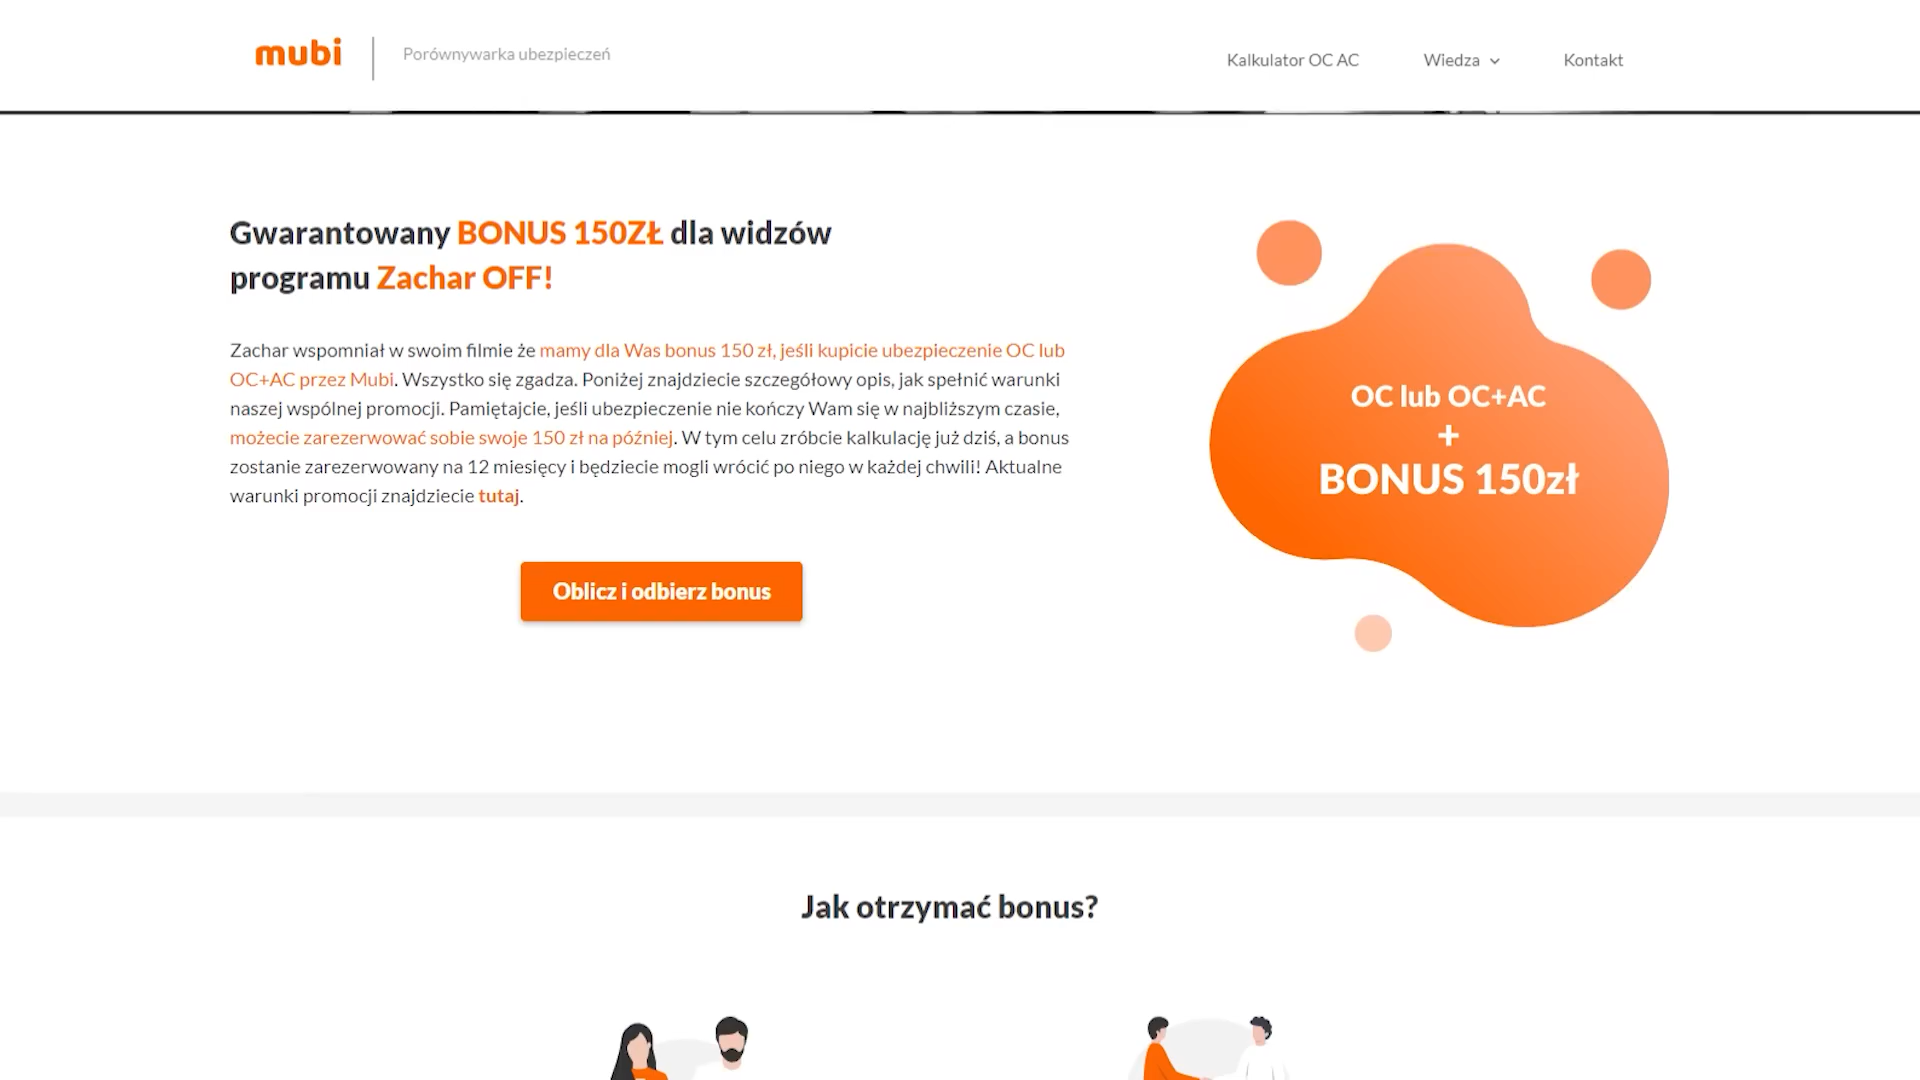 mubi
Porównywarka ubezpieczeń
Kalkulator OC AC
Wiedza
Kontakt
Gwarantowany BONUS 150ZŁ dla widzów
programu Zachar OFF!
Zachar wspomniał w swoim filmie że mamy dla Was bonus 150 zł, jeśli kupicie ubezpieczenie OC lub
OC+AC przez Mubi. Wszystko się zgadza. Poniżej znajdziecie szczegółowy opis, jak spełnić warunki
naszej wspólnej promocji. Pamiętajcie, jeśli ubezpieczenie nie kończy Wam się w najbliższym czasie,
możecie zarezerwować sobie swoje 150 zł na później. W tym celu zróbcie kalkulację już dziś, a bonus
zostanie zarezerwowany na 12 miesięcy i będziecie mogli wrócić po niego w każdej chwili! Aktualne
warunki promocji znajdziecie tutaj.
Oblicz i odbierz bonus
OC lub OC+AC
+
BONUS 150zł
Jak otrzymać bonus?